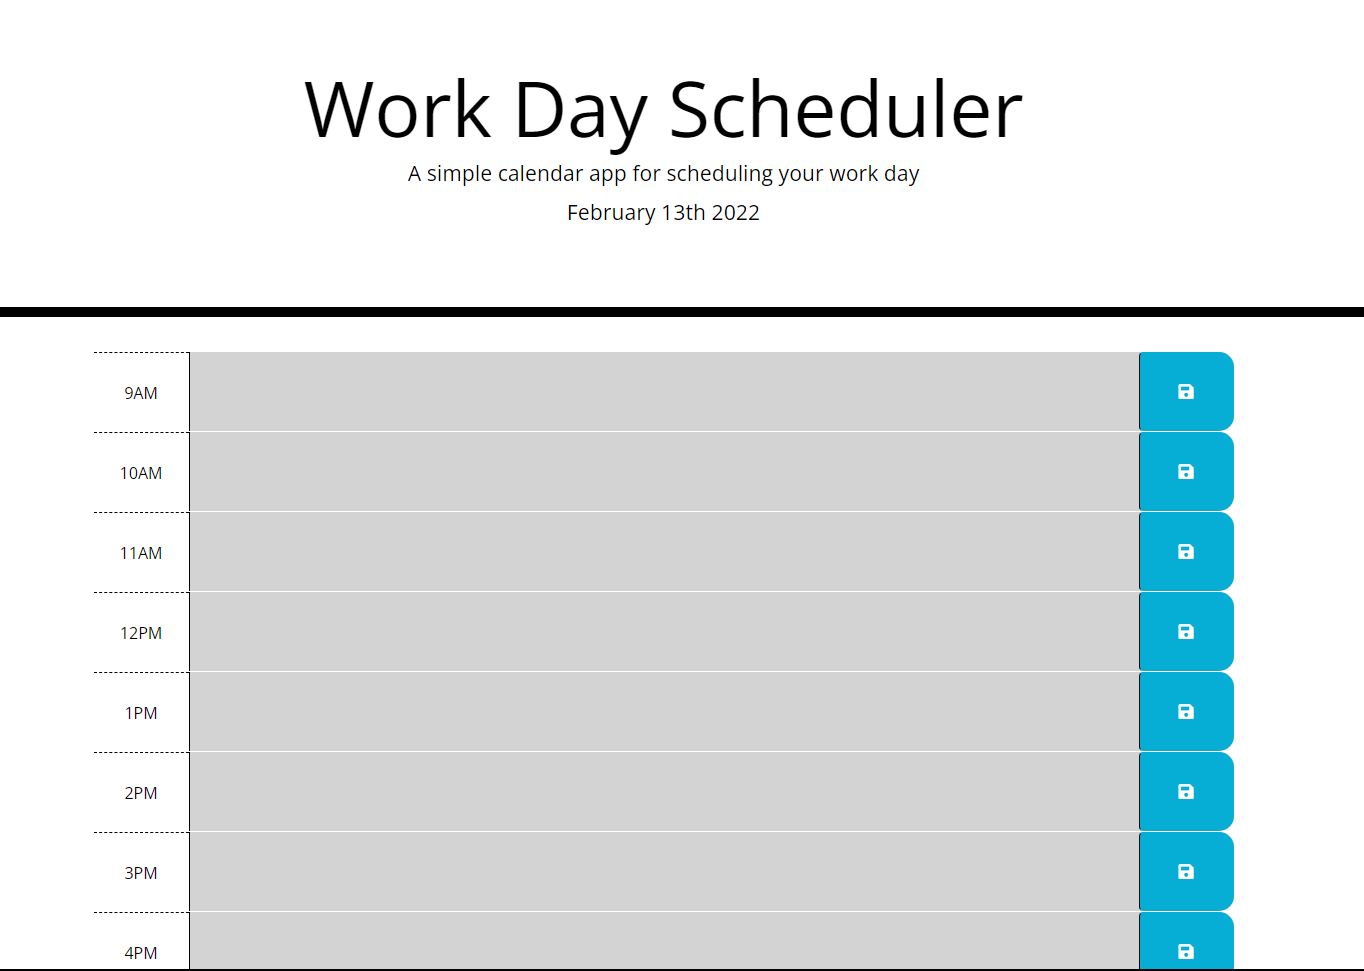 Work Day Scheduler
A simple calendar app for scheduling your work day
February 13th 2022
9AM
10AM
11AM
12PM
1PM
2PM
3PM
4PM